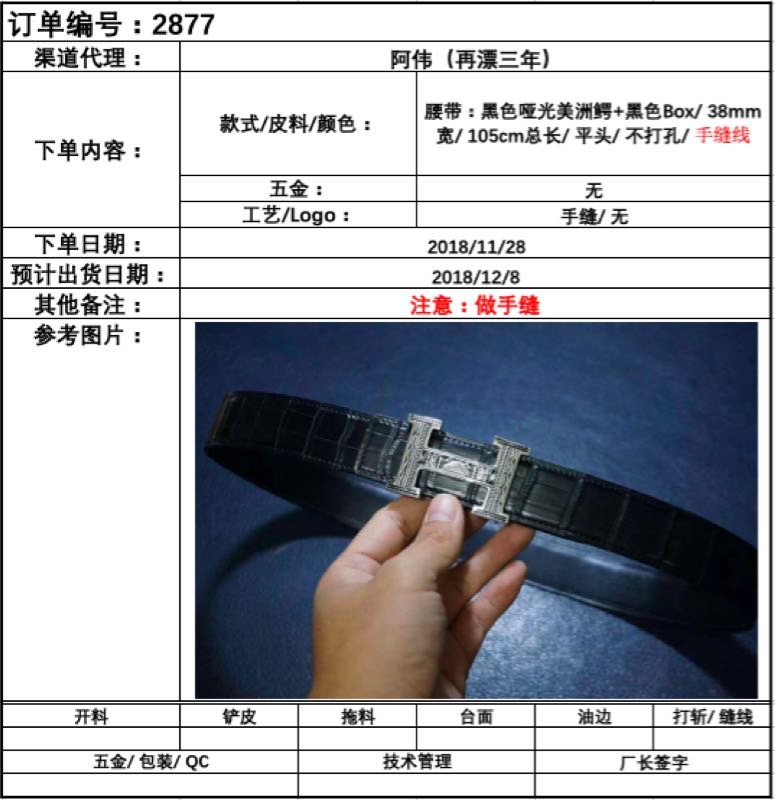 订单编号：2877
渠道代理：
阿伟（再漂三年）
下单内容：
款式/皮料/颜色：
腰带：黑色哑光美洲鳄+黑色Box/ 38mm
宽/ 105cm总长/ 平头/ 不打孔/ 手缝线
五金：
无
工艺/Logo：
手缝/ 无
下单日期：
2018/11/28
预计出货日期：
2018/12/8
其他备注：
注意：做手缝
参考图片：
开料
铲皮
拖料
台面
油边
打斩/ 缝线
五金/ 包装/ QC
技术管理
厂长签字